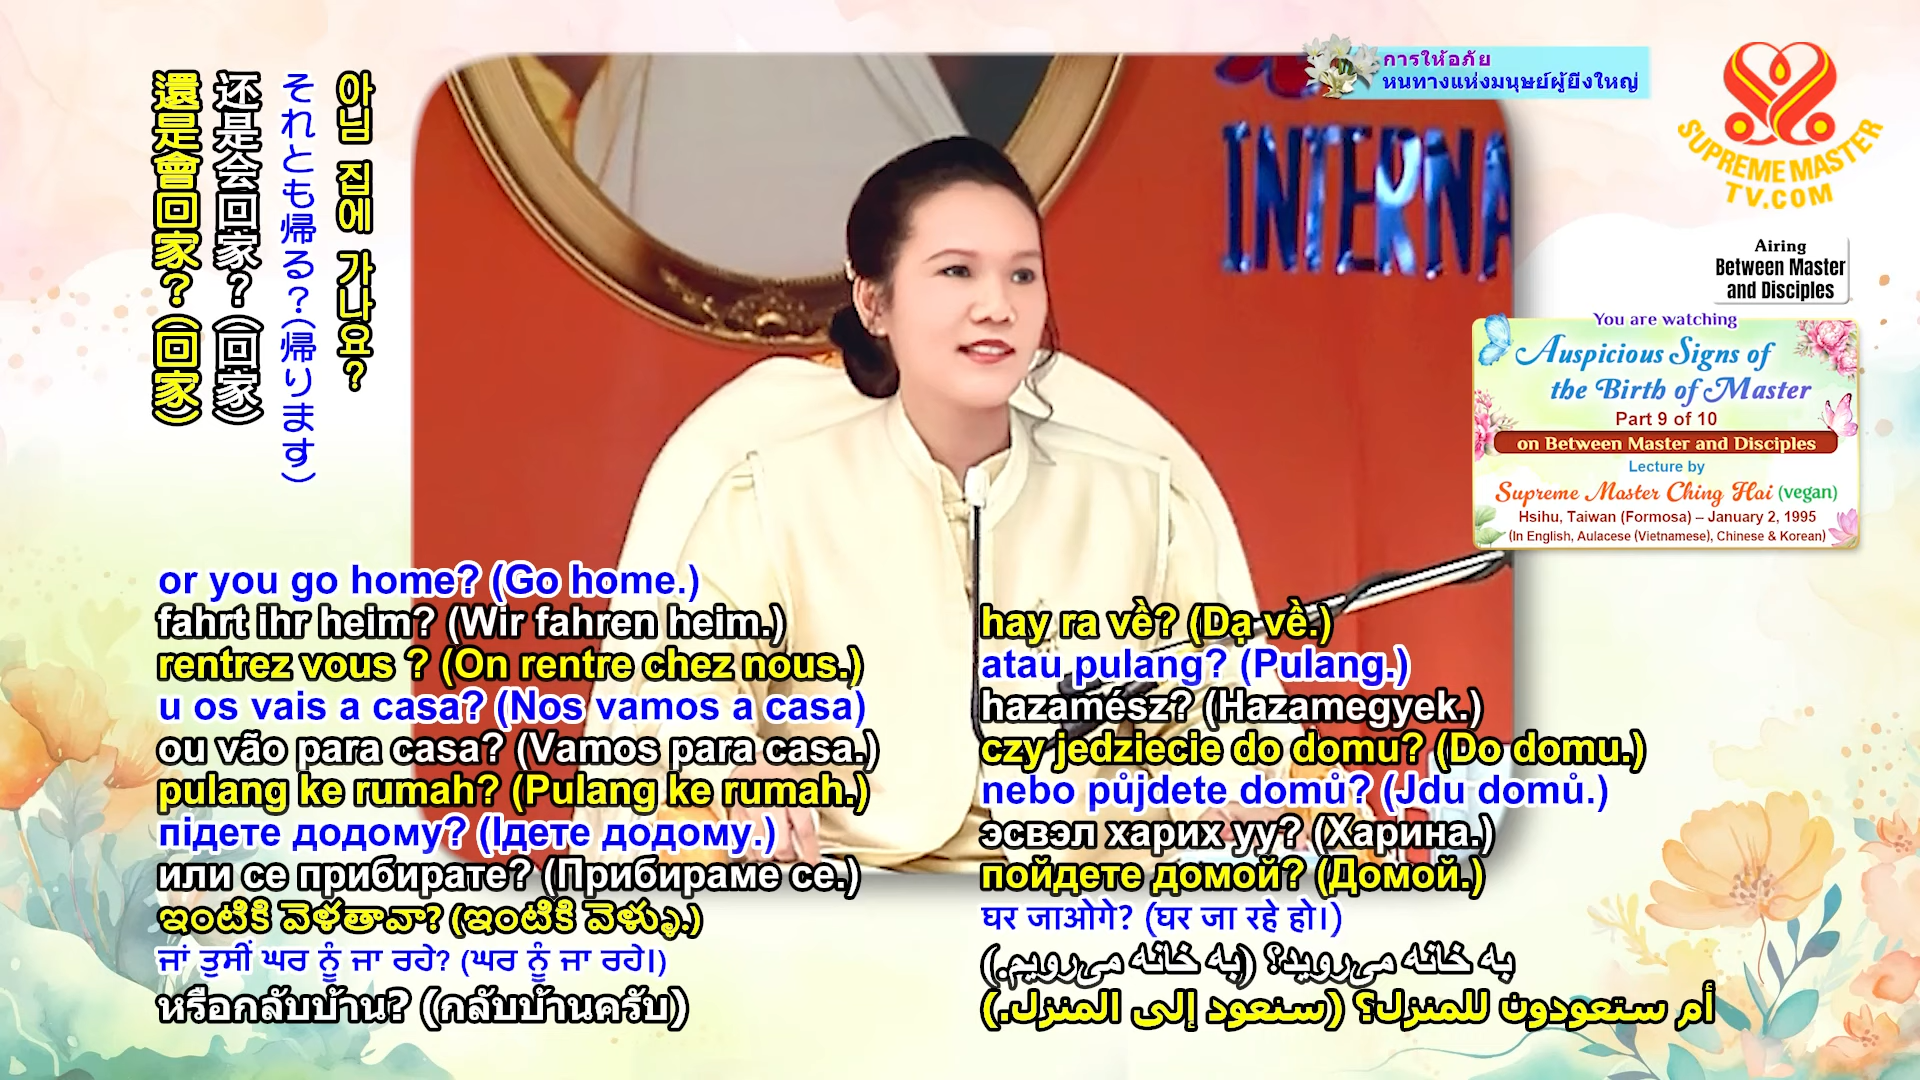 還是會回家？（回家）
还是会回家？（回家）
それとも帰る？（帰ります）
아님 집에 가나요?
การให้อภัย
หนทางแห่งมนุษย์ผู้ยิ่งใหญ่
INTERNA
SUPREME MASTER
TV.COM
Airing
Between Master
and Disciples
You are watching
Auspicious Signs of
the Birth of Master
Part 9 of 10
on Between Master and Disciples
Lecture by
Supreme Master Ching Hai (vegan)
Hsihu, Taiwan (Formosa) – January 2, 1995
(In English, Aulacese (Vietnamese), Chinese & Korean)
or you go home? (Go home.)
fahrt ihr heim? (Wir fahren heim.)
rentrez vous ? (On rentre chez nous.)
u os vais a casa? (Nos vamos a casa)
ou vão para casa? (Vamos para casa.)
pulang ke rumah? (Pulang ke rumah.)
підете додому? (Ідете додому.)
или се прибирате? (Прибираме се.)
ఇంటికి వెళతావా? (ఇంటికి వెళ్ళు.)
ਜਾਂ ਤੁਸੀਂ ਘਰ ਨੂੰ ਜਾ ਰਹੇ? (ਘਰ ਨੂੰ ਜਾ ਰਹੇ।)
หรือกลับบ้าน? (กลับบ้านครับ)
hay ra về? (Dạ về.)
atau pulang? (Pulang.)
hazamész? (Hazamegyek.)
czy jedziecie do domu? (Do domu.)
nebo půjdete domů? (Jdu domů.)
эсвэл харих уу? (Харина.)
пойдете домой? (Домой.)
घर जाओगे? (घर जा रहे हो।)
به خانه می‌روید؟ (به خانه می‌رویم.)
أم ستعودون للمنزل؟ (سنعود إلى المنزل.)